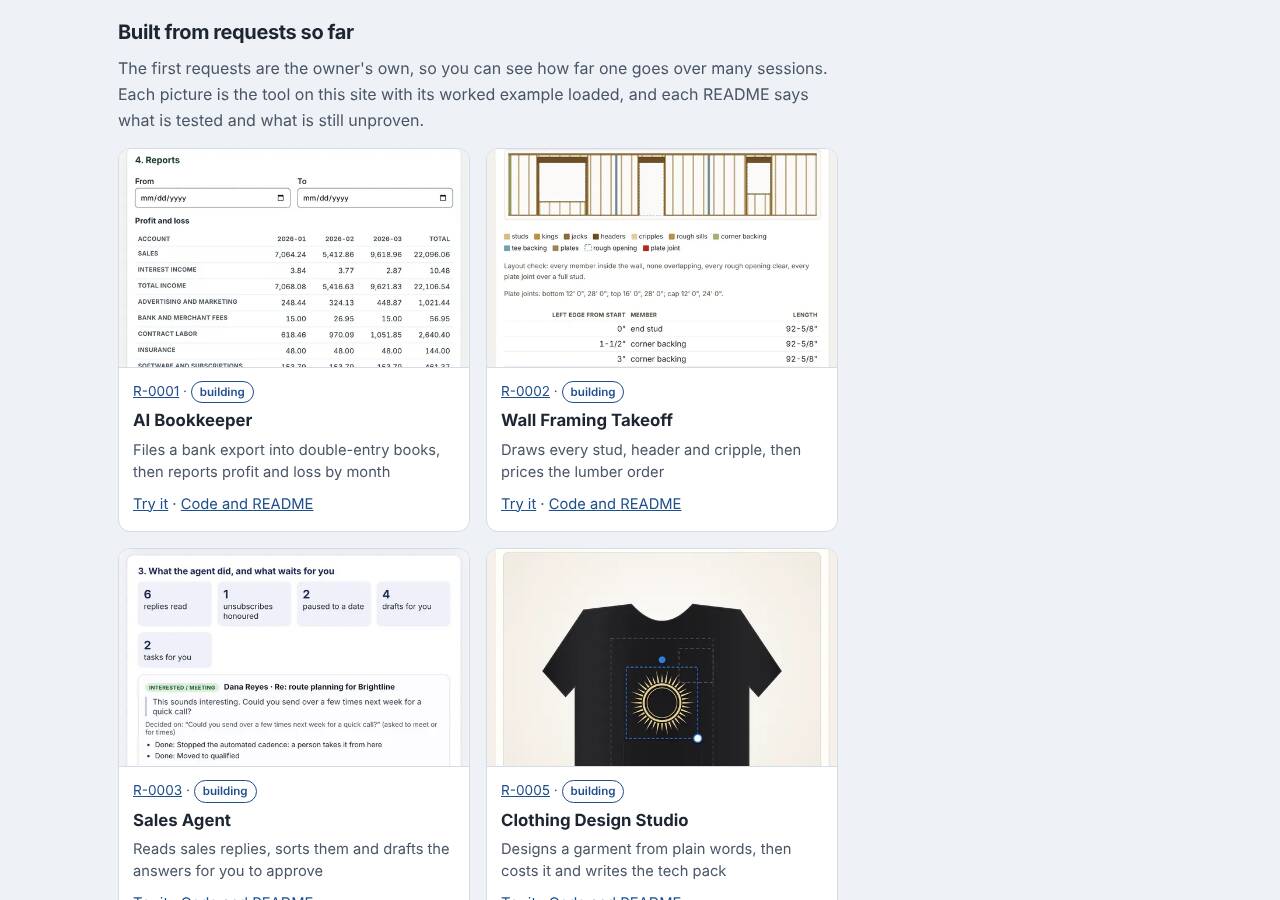 Built from requests so far
The first requests are the owner's own, so you can see how far one goes over many sessions.
Each picture is the tool on this site with its worked example loaded, and each README says
what is tested and what is still unproven.
4. Reports
From To
mm/dd/yyyy mm/dd/yyyy
Profit and loss
ACCOUNT 2026-01 2026-02 2026-03 TOTAL
SALES 7,064.24 5,412.86 9,618.96 22,096.06
INTEREST INCOME 3.84 3.77 2.87 10.48
TOTAL INCOME 7,068.08 5,416.63 9,621.83 22,106.54
ADVERTISING AND MARKETING 248.44 324.13 448.87 1,021.44
BANK AND MERCHANT FEES 15.00 26.95 15.00 56.95
CONTRACT LABOR 618.46 970.09 1,051.85 2,640.40
INSURANCE 48.00 48.00 48.00 144.00
SOFTWARE AND SUBSCRIPTIONS
R-0001 · building
AI Bookkeeper
Files a bank export into double-entry books,
then reports profit and loss by month
Try it · Code and README
studs kings jacks headers cripples rough sills corner backing
tee backing plates rough opening plate joint
Layout check: every member inside the wall, none overlapping, every rough opening clear, every
plate joint over a full stud.
Plate joints: bottom 12' 0", 28' 0"; top 16' 0", 28' 0"; cap 12' 0", 24' 0".
LEFT EDGE FROM START MEMBER LENGTH
0" end stud 92-5/8"
1-1/2" corner backing 92-5/8"
3" corner backing 92-5/8"
R-0002 · building
Wall Framing Takeoff
Draws every stud, header and cripple, then
prices the lumber order
Try it · Code and README
3. What the agent did, and what waits for you
6 1 2 4
replies read unsubscribes paused to a date drafts for you
honoured
2
tasks for you
INTERESTED / MEETING Dana Reyes · Re: route planning for Brightline
This sounds interesting. Could you send over a few times next week for a
quick call?
Decided on: "Could you send over a few times next week for a quick call?" (asked to meet or
for times)
• Done: Stopped the automated cadence: a person takes it from here
• Done: Moved to qualified
R-0003 · building
Sales Agent
Reads sales replies, sorts them and drafts the
answers for you to approve
Try it · Code and README
R-0005 · building
Clothing Design Studio
Designs a garment from plain words, then
costs it and writes the tech pack
Try it · Code and README